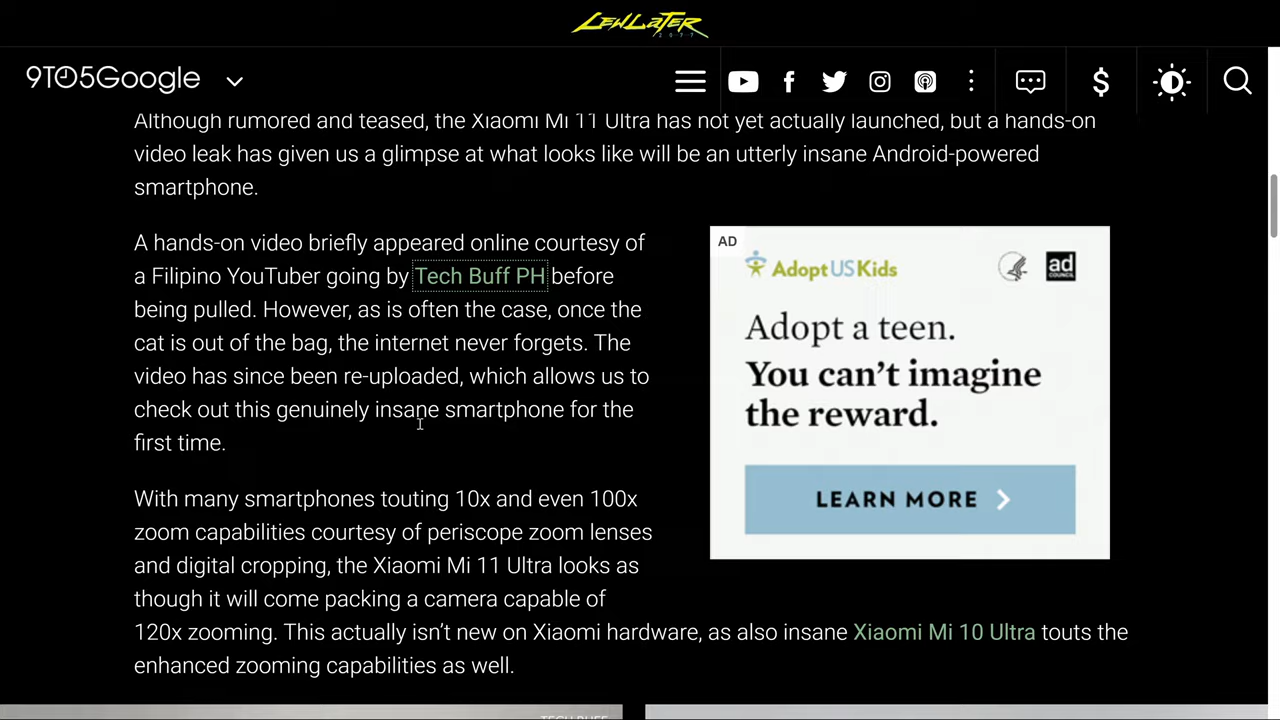 LEWLATER
2077
9TO5Google
Although rumored and teased, the Xiaomi Mi 11 Ultra has not yet actually launched, but a hands-on
video leak has given us a glimpse at what looks like will be an utterly insane Android-powered
smartphone.
A hands-on video briefly appeared online courtesy of
a Filipino YouTuber going by Tech Buff PH before
being pulled. However, as is often the case, once the
cat is out of the bag, the internet never forgets. The
video has since been re-uploaded, which allows us to
check out this genuinely insane smartphone for the
first time.
AD
AdoptUSKids
ad
COUNCIL
Adopt a teen.
You can’t imagine
the reward.
LEARN MORE
With many smartphones touting 10x and even 100x
zoom capabilities courtesy of periscope zoom lenses
and digital cropping, the Xiaomi Mi 11 Ultra looks as
though it will come packing a camera capable of
120x zooming. This actually isn’t new on Xiaomi hardware, as also insane Xiaomi Mi 10 Ultra touts the
enhanced zooming capabilities as well.
TECH BUFF